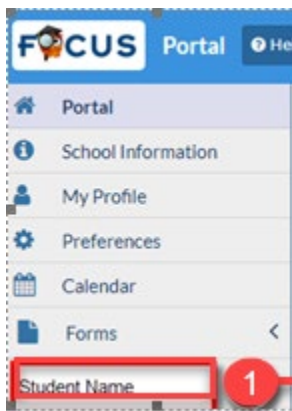 FOCUS Portal He
Portal
School Information
My Profile
Preferences
Calendar
Forms
Student Name 1